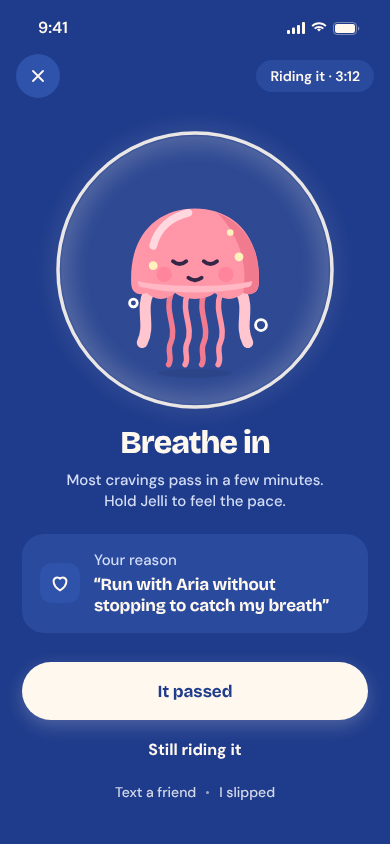 9:41
Riding it · 3:12
Breathe in
Most cravings pass in a few minutes.
Hold Jelli to feel the pace.
Your reason
“Run with Aria without
stopping to catch my breath”
It passed
Still riding it
Text a friend • I slipped